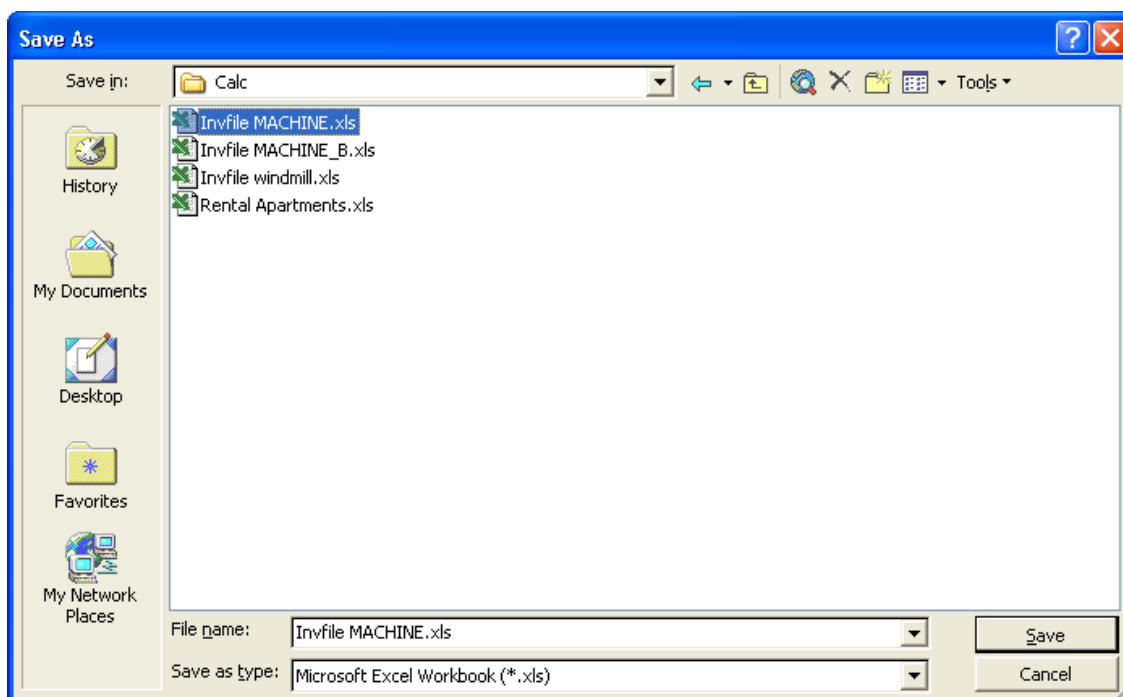 Save As
Save in: Calc Tools
Invfile MACHINE.xls
Invfile MACHINE_B.xls
Invfile windmill.xls
Rental Apartments.xls
History
My Documents
Desktop
Favorites
My Network
Places
File name: Invfile MACHINE.xls Save
Save as type: Microsoft Excel Workbook (*.xls) Cancel